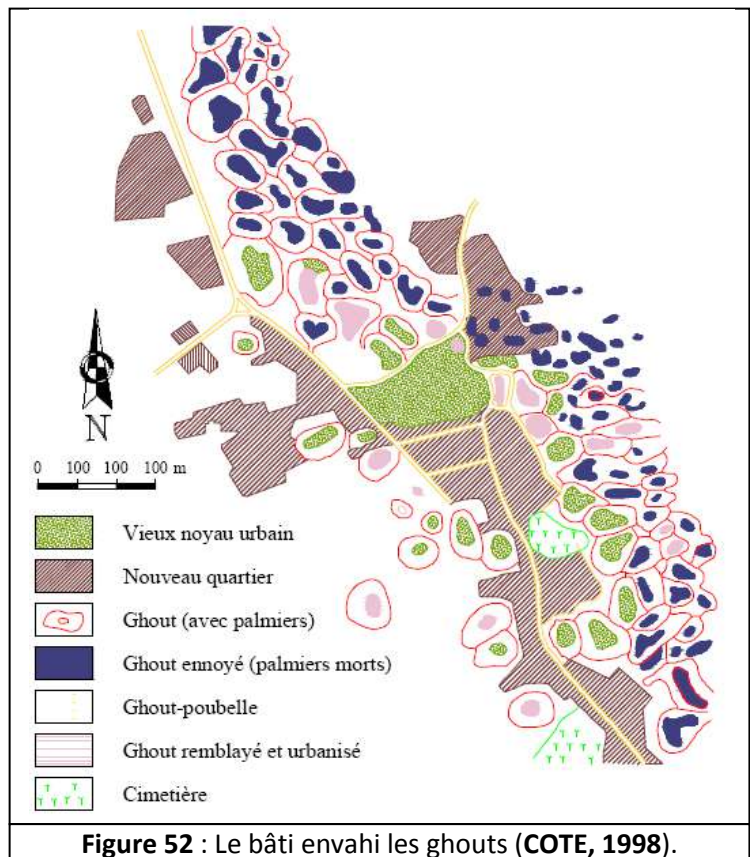 N
0 100 100 100 m
Vieux noyau urbain
Nouveau quartier
Ghout (avec palmiers)
Ghout ennoyé (palmiers morts)
Ghout-poubelle
Ghout remblayé et urbanisé
Cimetière
Figure 52 : Le bâti envahi les ghouts (COTE, 1998).